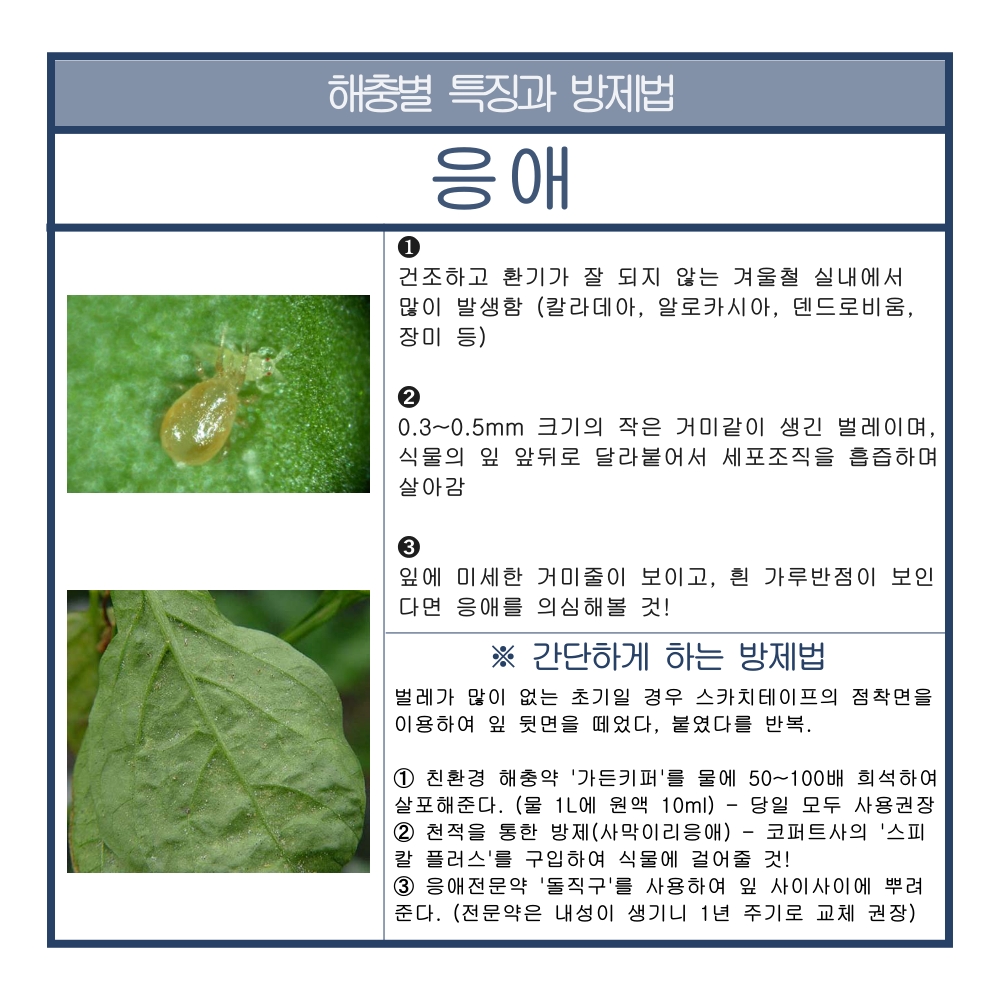 해충별 특징과 방제법
응애
❶
건조하고 환기가 잘 되지 않는 겨울철 실내에서
많이 발생함 (칼라데아, 알로카시아, 덴드로비움,
장미 등)
❷
0.3~0.5mm 크기의 작은 거미같이 생긴 벌레이며,
식물의 잎 앞뒤로 달라붙어서 세포조직을 흡즙하며
살아감
❸
잎에 미세한 거미줄이 보이고, 흰 가루반점이 보인
다면 응애를 의심해볼 것!
※ 간단하게 하는 방제법
벌레가 많이 없는 초기일 경우 스카치테이프의 점착면을
이용하여 잎 뒷면을 떼었다, 붙였다를 반복.
① 친환경 해충약 '가든키퍼'를 물에 50~100배 희석하여
살포해준다. (물 1L에 원액 10ml) - 당일 모두 사용권장
② 천적을 통한 방제(사막이리응애) - 코퍼트사의 '스피
칼 플러스'를 구입하여 식물에 걸어줄 것!
③ 응애전문약 '돌직구'를 사용하여 잎 사이사이에 뿌려
준다. (전문약은 내성이 생기니 1년 주기로 교체 권장)